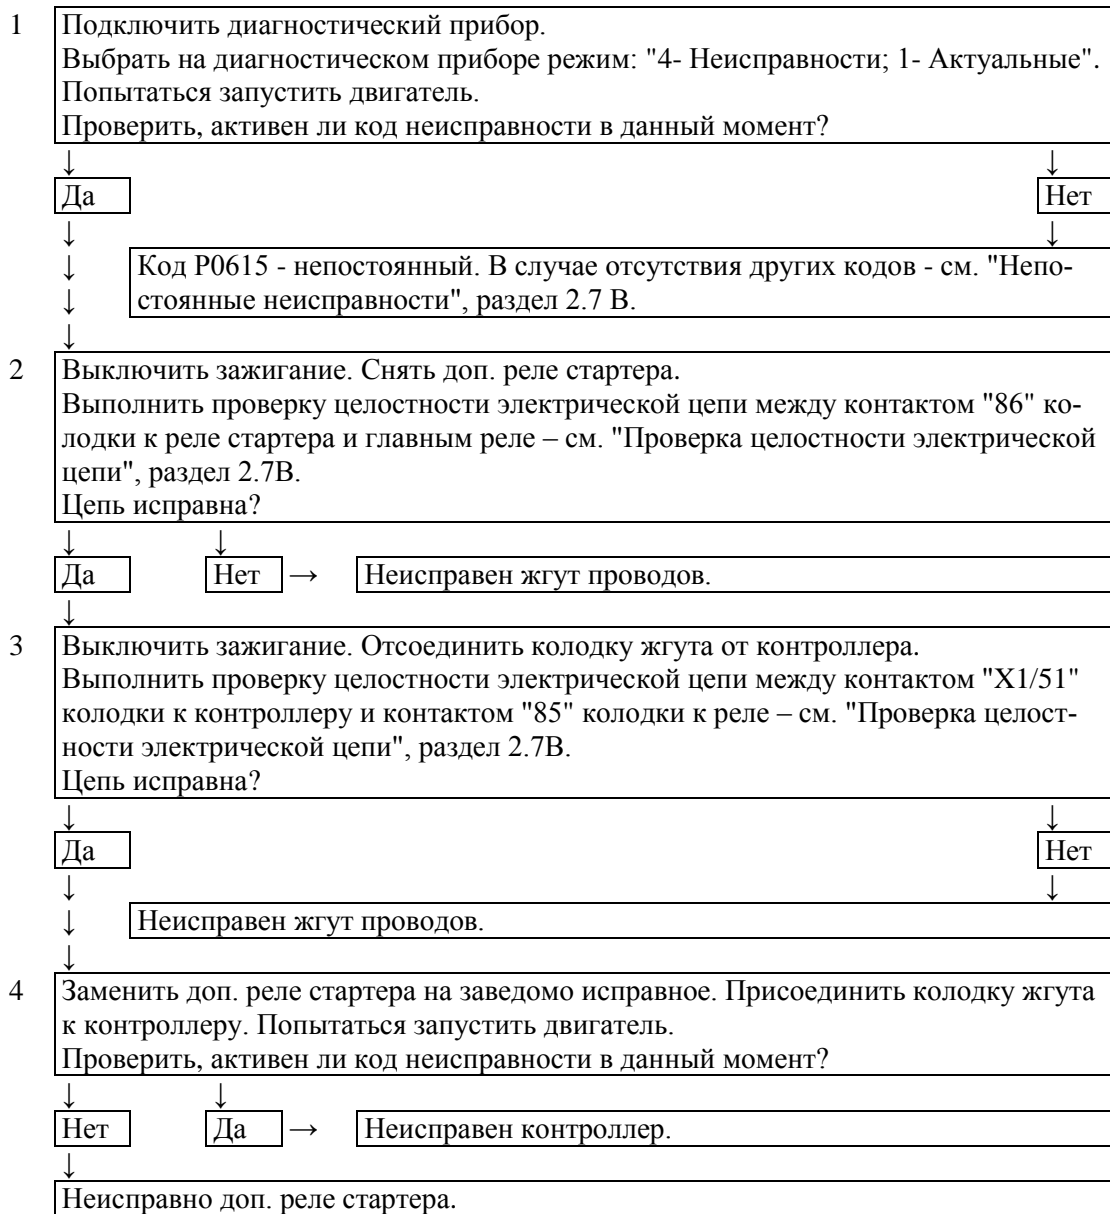 1 Подключить диагностический прибор.
Выбрать на диагностическом приборе режим: "4- Неисправности; 1- Актуальные".
Попытаться запустить двигатель.
Проверить, активен ли код неисправности в данный момент?
↓ ↓
Да Нет
↓ ↓
↓ Код Р0615 - непостоянный. В случае отсутствия других кодов - см. "Непо-
↓ стоянные неисправности", раздел 2.7 В.
↓
2 Выключить зажигание. Снять доп. реле стартера.
Выполнить проверку целостности электрической цепи между контактом "86" ко-
лодки к реле стартера и главным реле – см. "Проверка целостности электрической
цепи", раздел 2.7В.
Цепь исправна?
↓ ↓
Да Нет → Неисправен жгут проводов.
↓
3 Выключить зажигание. Отсоединить колодку жгута от контроллера.
Выполнить проверку целостности электрической цепи между контактом "Х1/51"
колодки к контроллеру и контактом "85" колодки к реле – см. "Проверка целост-
ности электрической цепи", раздел 2.7В.
Цепь исправна?
↓ ↓
Да Нет
↓ ↓
↓ Неисправен жгут проводов.
↓
4 Заменить доп. реле стартера на заведомо исправное. Присоединить колодку жгута
к контроллеру. Попытаться запустить двигатель.
Проверить, активен ли код неисправности в данный момент?
↓ ↓
Нет Да → Неисправен контроллер.
↓
Неисправно доп. реле стартера.